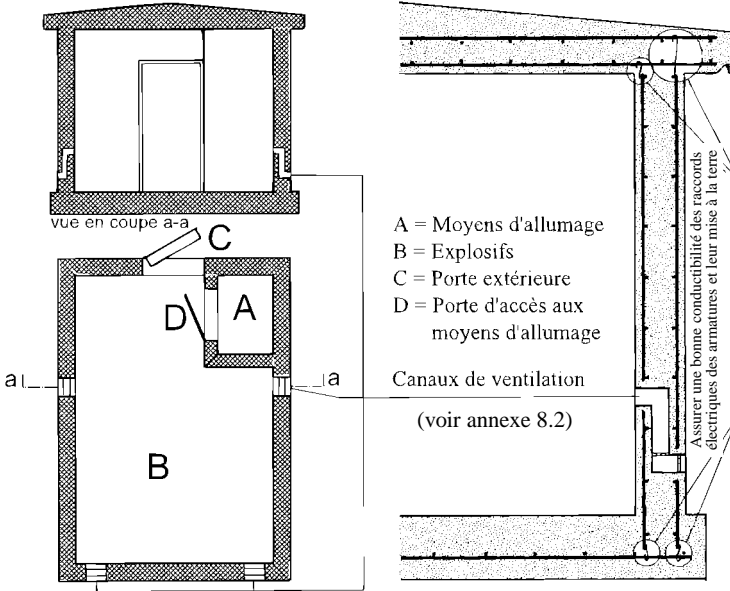 vue en coupe a-a
C
D
A
a
a
B
A = Moyens d'allumage
B = Explosifs
C = Porte extérieure
D = Porte d'accès aux
moyens d'allumage
Canaux de ventilation
(voir annexe 8.2)
Assurer une bonne conductibilité des raccords
électriques des armatures et leur mise à la terre